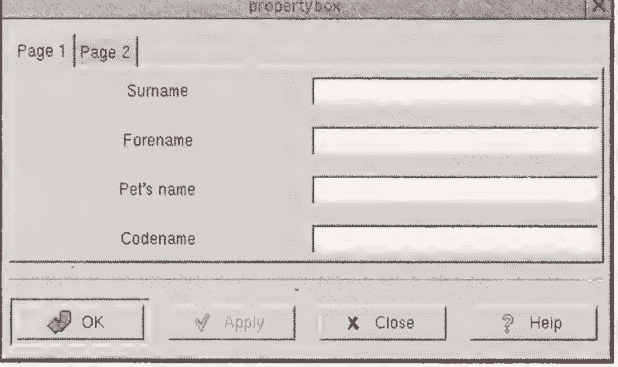 propertybox
Page 1 Page 2
Surname
Forename
Pet's name
Codename
OK Apply Close Help